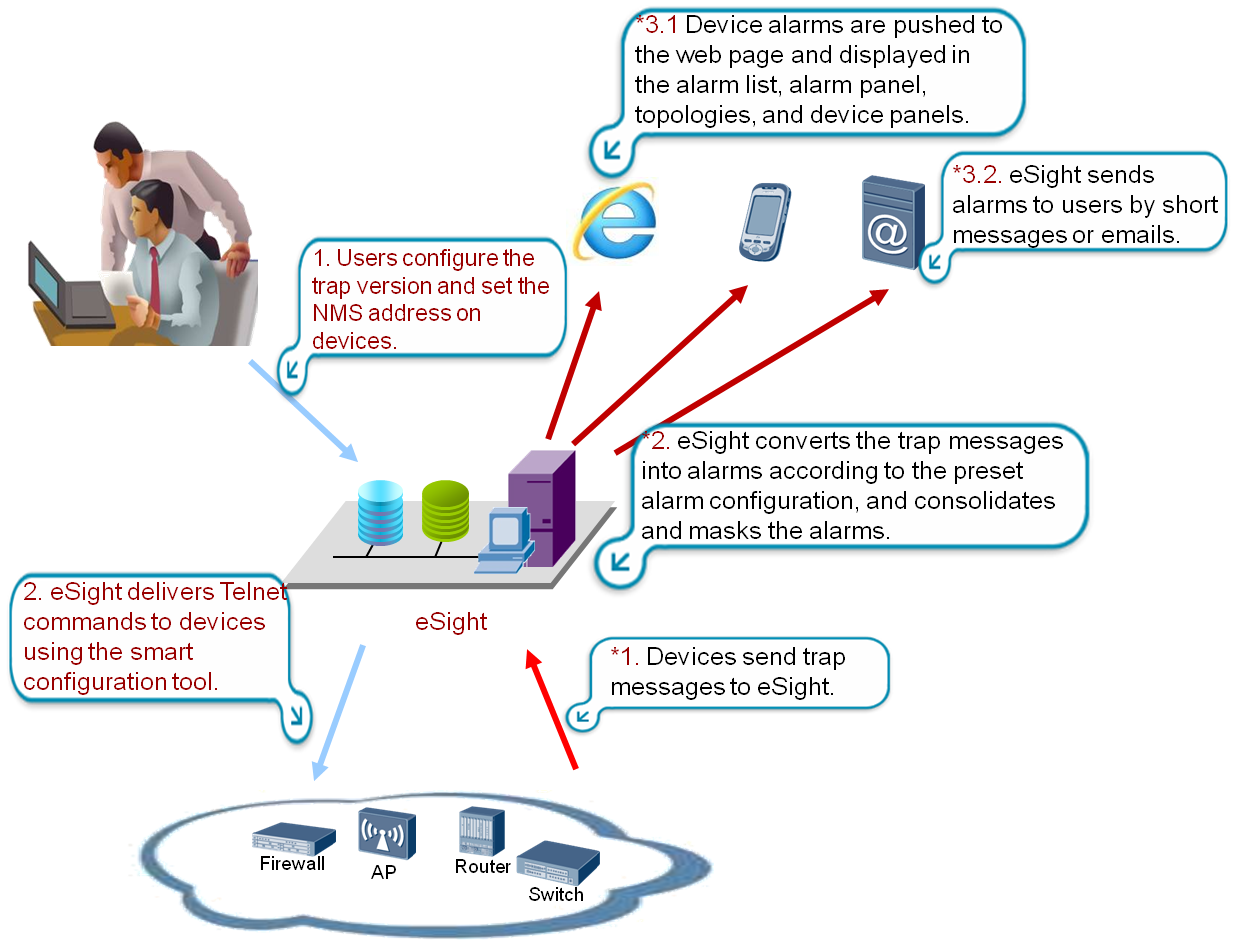 *3.1 Device alarms are pushed to
the web page and displayed in
the alarm list, alarm panel,
topologies, and device panels.
*3.2. eSight sends
alarms to users by short
messages or emails.
1. Users configure the
trap version and set the
NMS address on
devices.
*2. eSight converts the trap messages
into alarms according to the preset
alarm configuration, and consolidates
and masks the alarms.
2. eSight delivers Telnet
commands to devices
using the smart
configuration tool.
eSight
*1. Devices send trap
messages to eSight.
Firewall
AP
Router
Switch